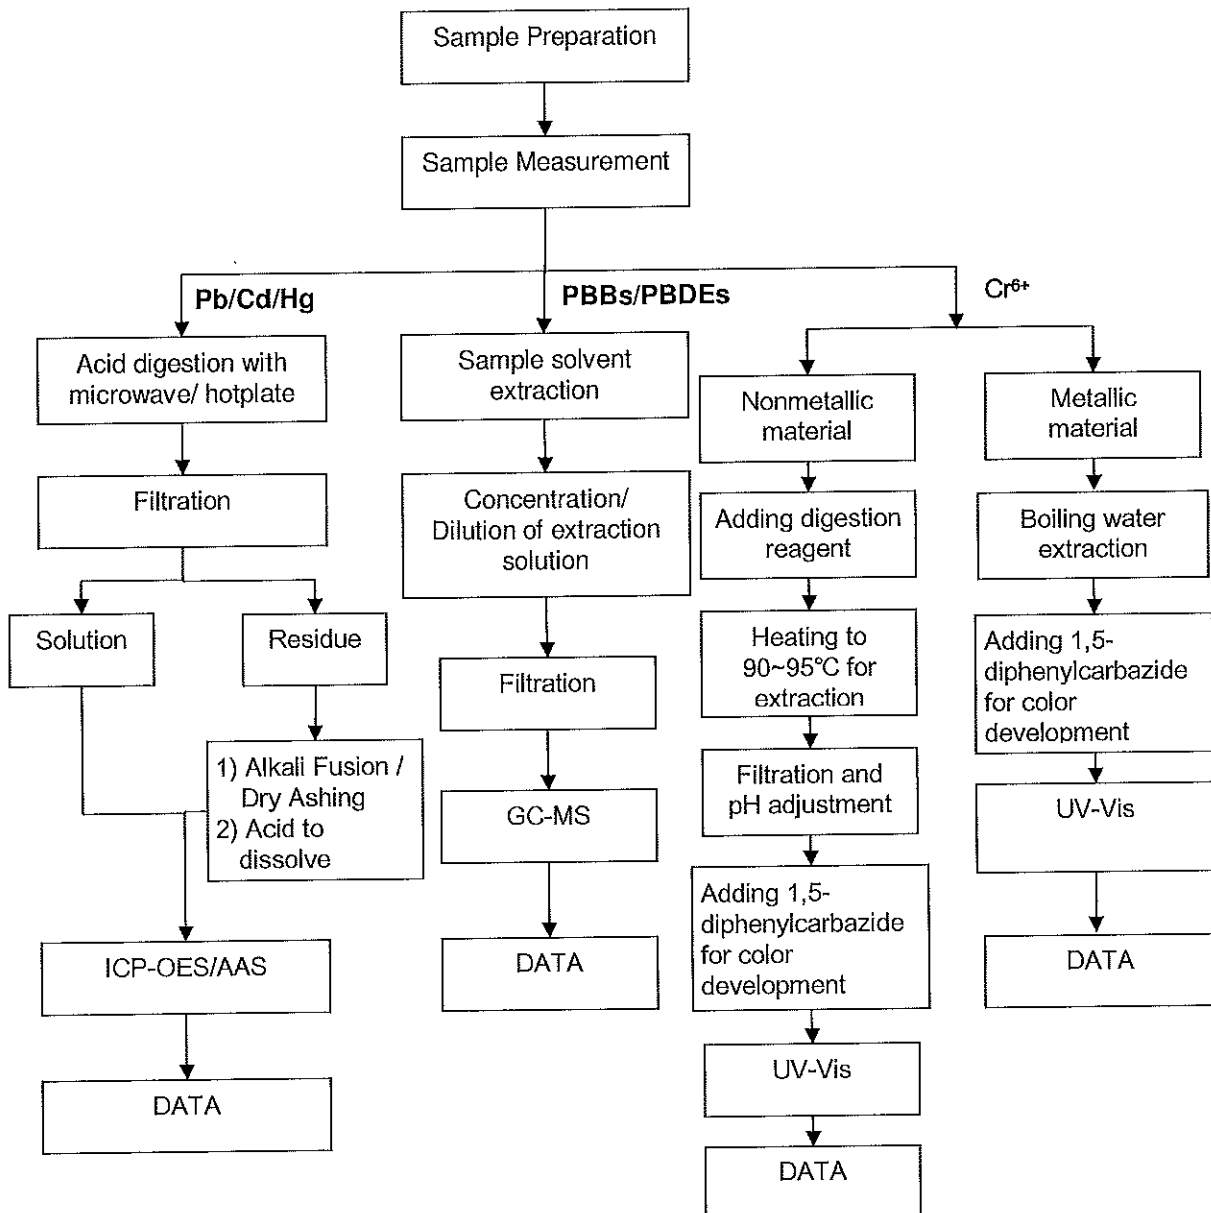 Sample Preparation
Sample Measurement
Pb/Cd/Hg
Acid digestion with
microwave/ hotplate
Filtration
Solution
Residue
1) Alkali Fusion /
Dry Ashing
2) Acid to
dissolve
ICP-OES/AAS
DATA
PBBs/PBDEs
Sample solvent
extraction
Concentration/
Dilution of extraction
solution
Filtration
GC-MS
DATA
Cr⁶⁺
Nonmetallic
material
Adding digestion
reagent
Heating to
90~95℃ for
extraction
Filtration and
pH adjustment
Adding 1,5-
diphenylcarbazide
for color
development
UV-Vis
DATA
Metallic
material
Boiling water
extraction
Adding 1,5-
diphenylcarbazide
for color
development
UV-Vis
DATA